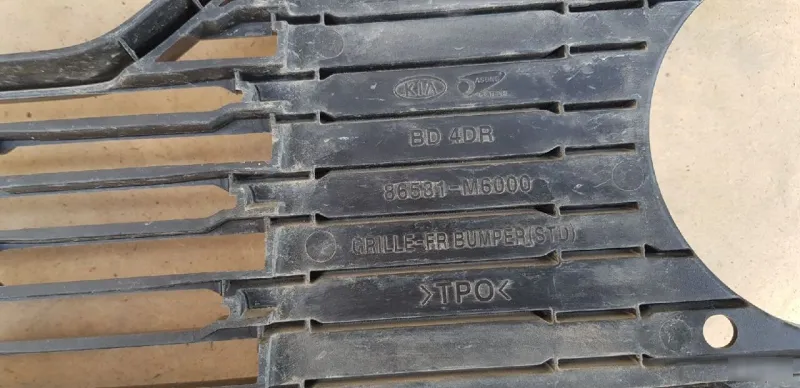 KIA
BD 4DR
86531-M6000
GRILLE-FR BUMPER(STD)
>TPO<